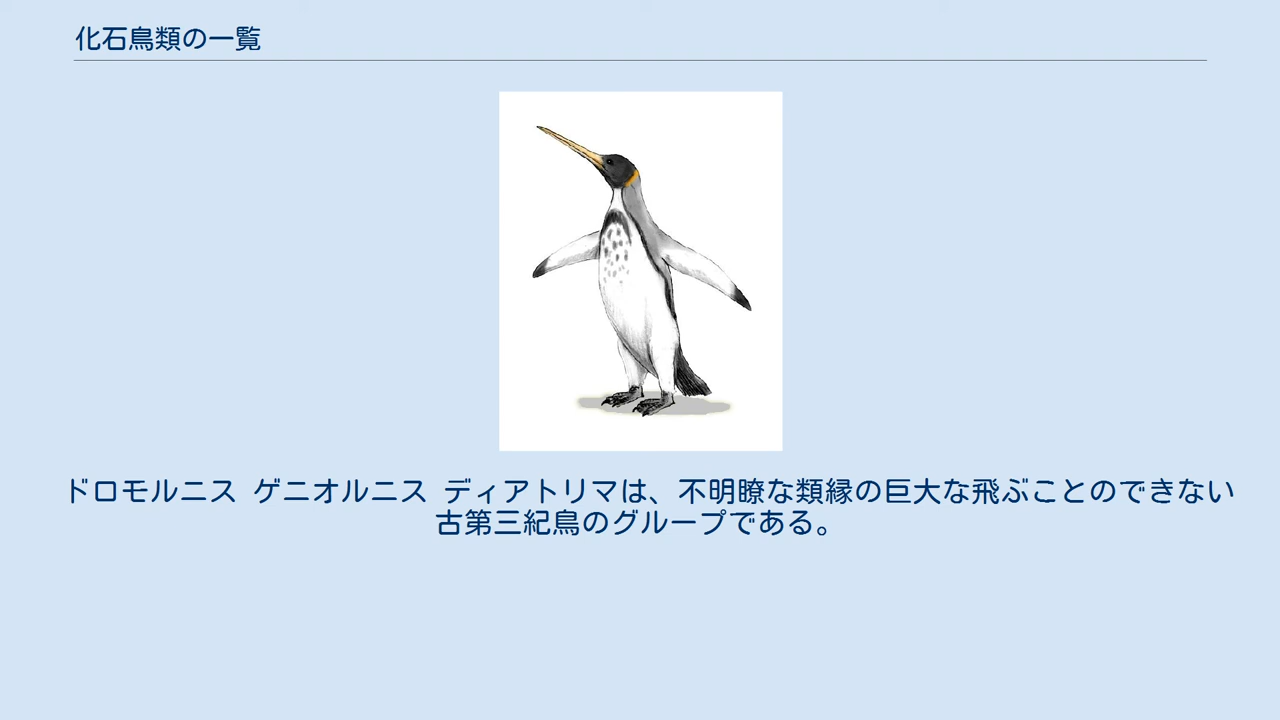 化石鳥類の一覧
ドロモルニス ゲニオルニス ディアトリマは、不明瞭な類縁の巨大な飛ぶことのできない
古第三紀鳥のグループである。